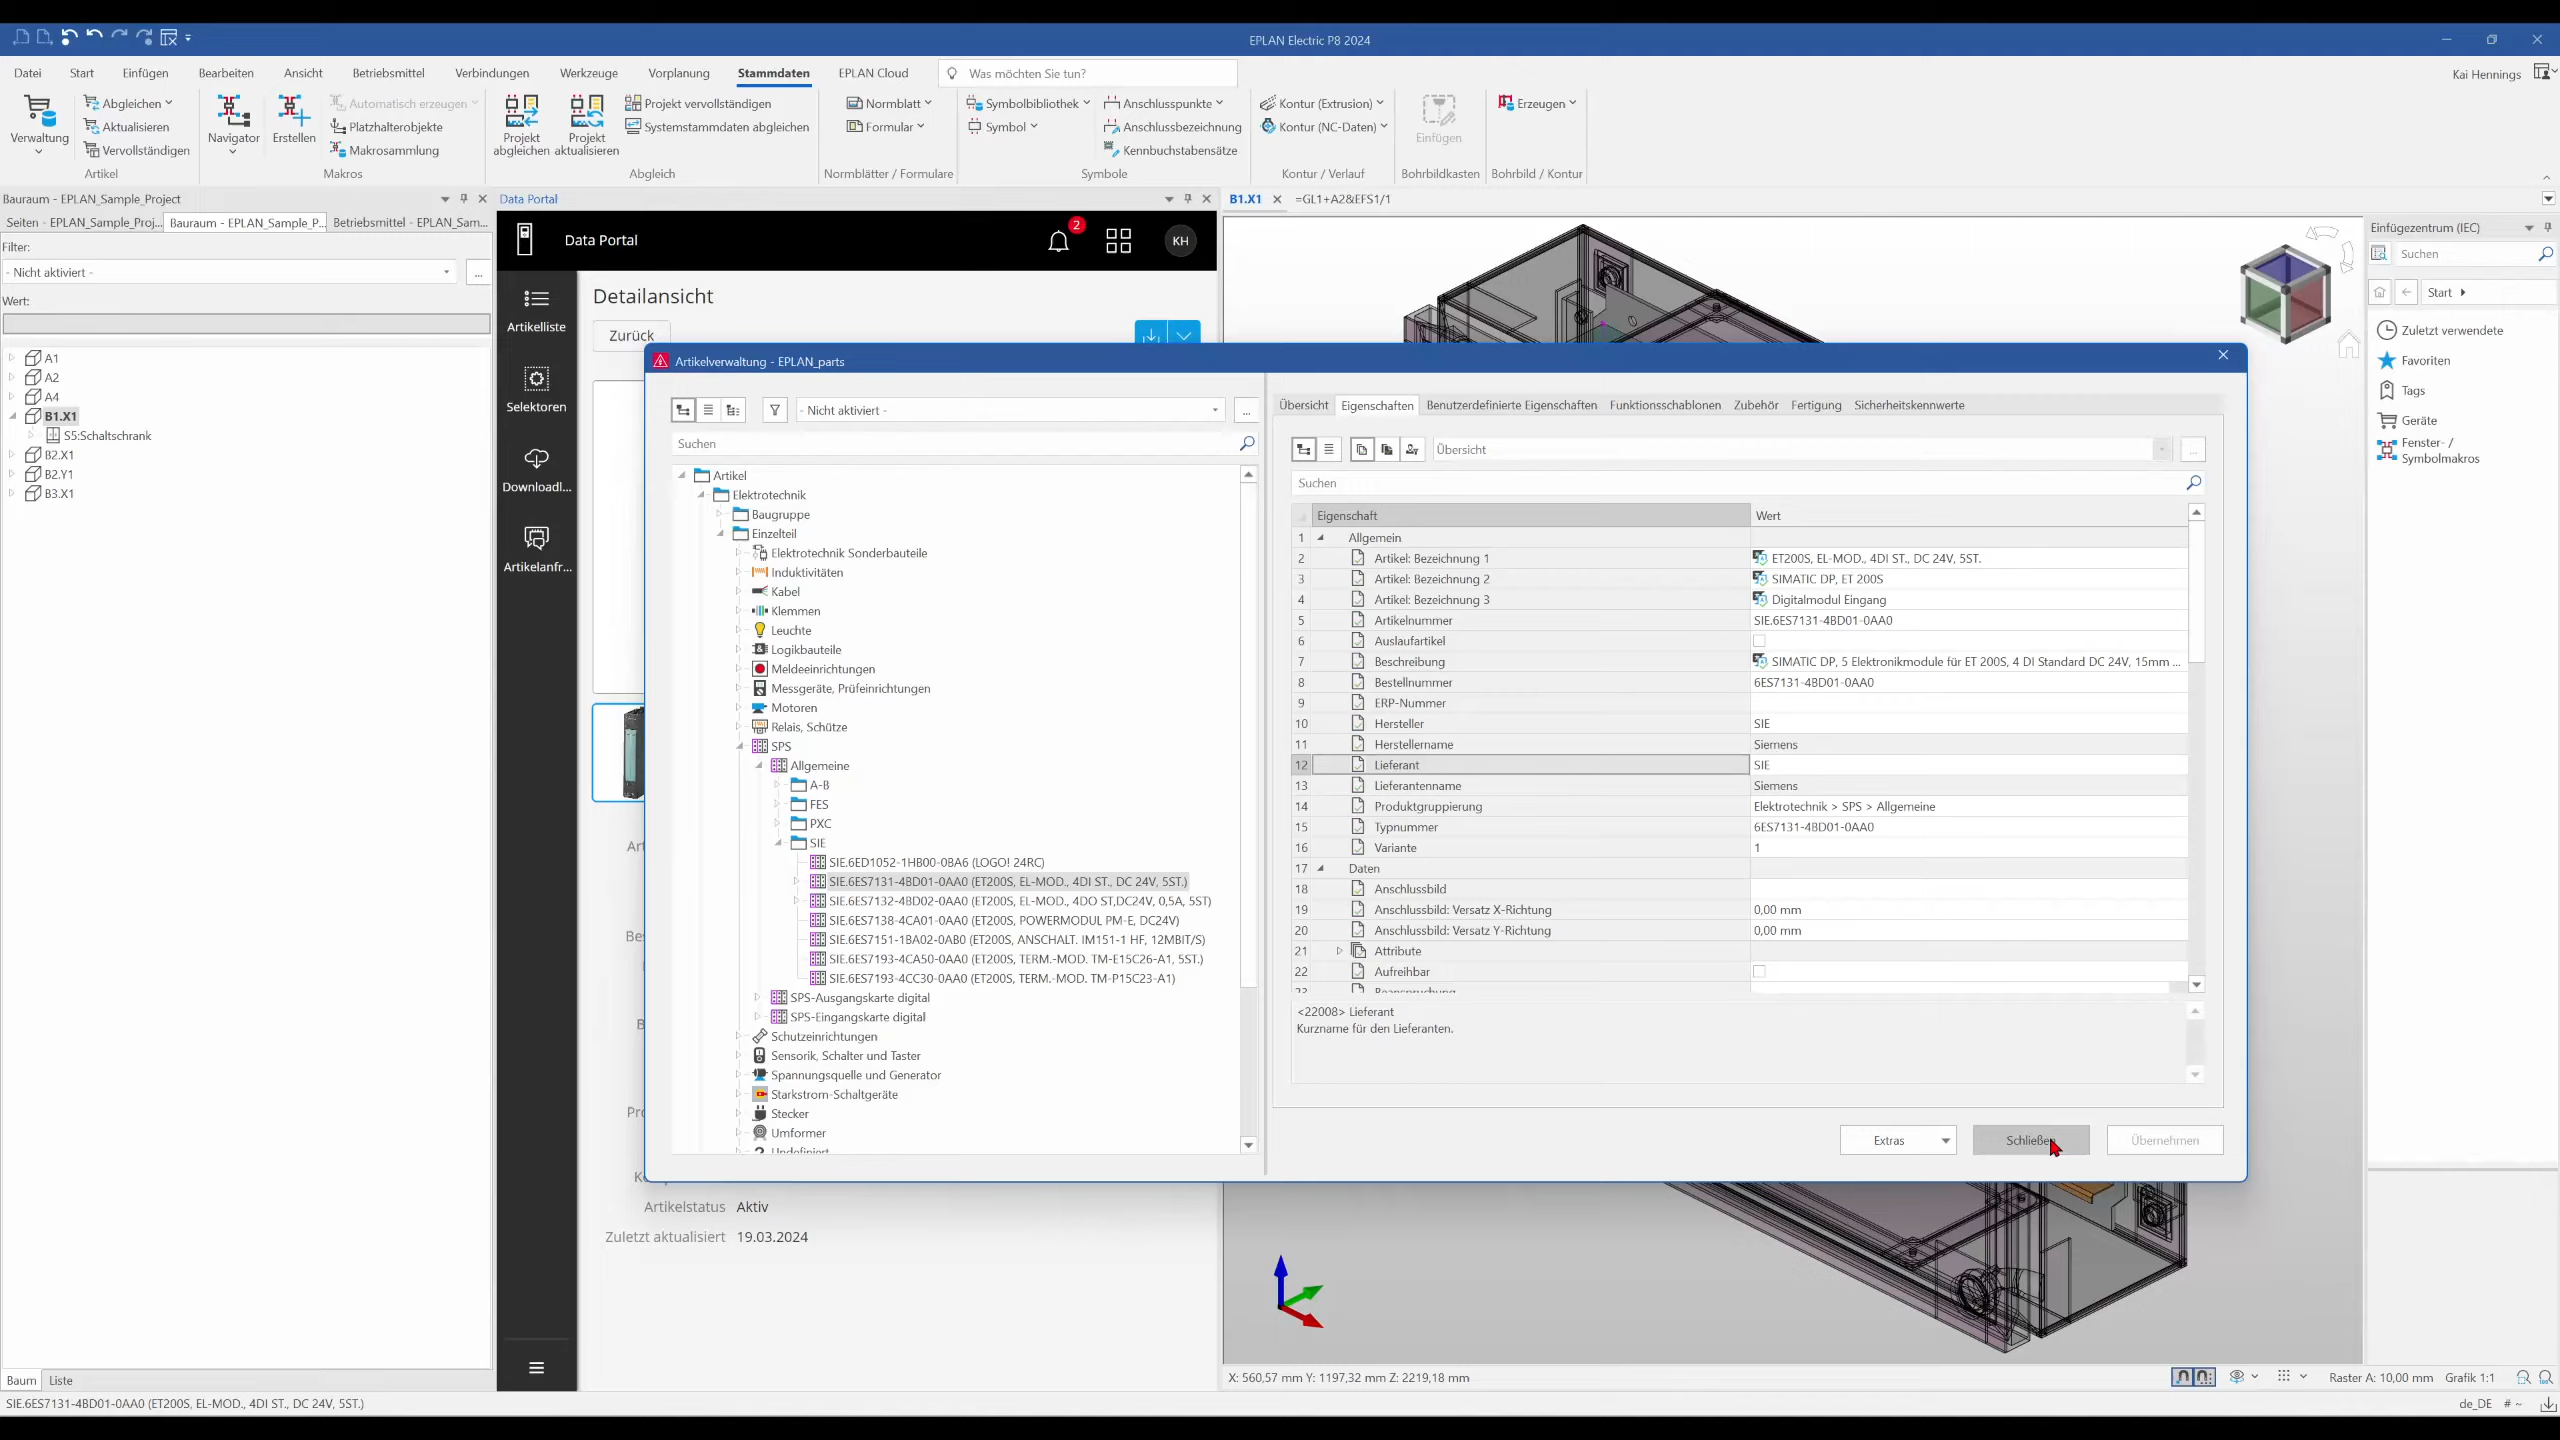 EPLAN Electric P8 2024
Datei Start Einfügen Bearbeiten Ansicht Betriebsmittel Verbindungen Werkzeuge Vorplanung Stammdaten EPLAN Cloud Was möchten Sie tun? Kai Hennings
Verwaltung
Abgleichen
Aktualisieren
Vervollständigen
Artikel
Navigator
Erstellen
Automatisch erzeugen
Platzhalterobjekte
Makrosammlung
Makros
Projekt abgleichen
Projekt aktualisieren
Projekt vervollständigen
Systemstammdaten abgleichen
Abgleich
Normblatt
Formular
Normblätter / Formulare
Symbolbibliothek
Symbol
Anschlusspunkte
Anschlussbezeichnung
Kennbuchstabensätze
Symbole
Kontur (Extrusion)
Kontur (NC-Daten)
Kontur / Verlauf
Einfügen
Bohrbildkasten
Erzeugen
Bohrbild / Kontur
Bauraum - EPLAN_Sample_Project
Seiten - EPLAN_Sample_Proj... Bauraum - EPLAN_Sample_P... Betriebsmittel - EPLAN_Sam...
Filter:
- Nicht aktiviert -
...
Wert:
A1
A2
A4
B1.X1
S5:Schaltschrank
B2.X1
B2.Y1
B3.X1
Baum Liste
Data Portal
Data Portal
2
KH
Artikelliste
Selektoren
Downloadl...
Artikelanfr...
Detailansicht
Zurück
Artikelstatus Aktiv
Zuletzt aktualisiert 19.03.2024
B1.X1 =GL1+A2&EFS1/1
Artikelverwaltung - EPLAN_parts
- Nicht aktiviert -
...
Suchen
Artikel
Elektrotechnik
Baugruppe
Einzelteil
Elektrotechnik Sonderbauteile
Induktivitäten
Kabel
Klemmen
Leuchte
Logikbauteile
Meldeeinrichtungen
Messgeräte, Prüfeinrichtungen
Motoren
Relais, Schütze
SPS
Allgemeine
A-B
FES
PXC
SIE
SIE.6ED1052-1HB00-0BA6 (LOGO! 24RC)
SIE.6ES7131-4BD01-0AA0 (ET200S, EL-MOD., 4DI ST., DC 24V, 5ST.)
SIE.6ES7132-4BD02-0AA0 (ET200S, EL-MOD., 4DO ST,DC24V, 0,5A, 5ST)
SIE.6ES7138-4CA01-0AA0 (ET200S, POWERMODUL PM-E, DC24V)
SIE.6ES7151-1BA02-0AB0 (ET200S, ANSCHALT. IM151-1 HF, 12MBIT/S)
SIE.6ES7193-4CA50-0AA0 (ET200S, TERM.-MOD. TM-E15C26-A1, 5ST.)
SIE.6ES7193-4CC30-0AA0 (ET200S, TERM.-MOD. TM-P15C23-A1)
SPS-Ausgangskarte digital
SPS-Eingangskarte digital
Schutzeinrichtungen
Sensorik, Schalter und Taster
Spannungsquelle und Generator
Starkstrom-Schaltgeräte
Stecker
Umformer
Undefiniert
Übersicht Eigenschaften Benutzerdefinierte Eigenschaften Funktionsschablonen Zubehör Fertigung Sicherheitskennwerte
Übersicht
...
Suchen
Eigenschaft Wert
1 Allgemein
2 Artikel: Bezeichnung 1 ET200S, EL-MOD., 4DI ST., DC 24V, 5ST.
3 Artikel: Bezeichnung 2 SIMATIC DP, ET 200S
4 Artikel: Bezeichnung 3 Digitalmodul Eingang
5 Artikelnummer SIE.6ES7131-4BD01-0AA0
6 Auslaufartikel
7 Beschreibung SIMATIC DP, 5 Elektronikmodule für ET 200S, 4 DI Standard DC 24V, 15mm ...
8 Bestellnummer 6ES7131-4BD01-0AA0
9 ERP-Nummer
10 Hersteller SIE
11 Herstellername Siemens
12 Lieferant SIE
13 Lieferantenname Siemens
14 Produktgruppierung Elektrotechnik > SPS > Allgemeine
15 Typnummer 6ES7131-4BD01-0AA0
16 Variante 1
17 Daten
18 Anschlussbild
19 Anschlussbild: Versatz X-Richtung 0,00 mm
20 Anschlussbild: Versatz Y-Richtung 0,00 mm
21 Attribute
22 Aufreihbar
23 Beanspruchung
<22008> Lieferant
Kurzname für den Lieferanten.
Extras Schließen Übernehmen
Einfügezentrum (IEC)
Suchen
Start
Zuletzt verwendete
Favoriten
Tags
Geräte
Fenster- /
Symbolmakros
X: 560,57 mm Y: 1197,32 mm Z: 2219,18 mm
Raster A: 10,00 mm Grafik 1:1
SIE.6ES7131-4BD01-0AA0 (ET200S, EL-MOD., 4DI ST., DC 24V, 5ST.)
de_DE # ~